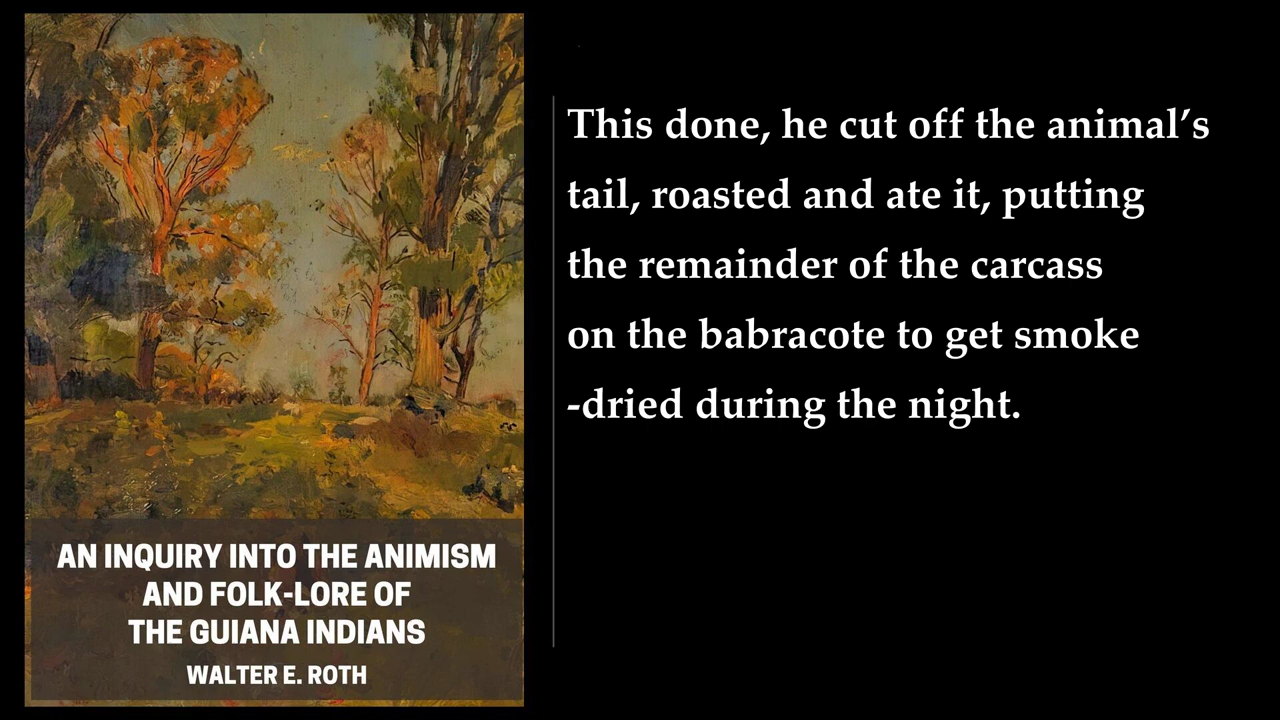 This done, he cut off the animal’s
tail, roasted and ate it, putting
the remainder of the carcass
on the babracote to get smoke
-dried during the night.
AN INQUIRY INTO THE ANIMISM
AND FOLK-LORE OF
THE GUIANA INDIANS
WALTER E. ROTH